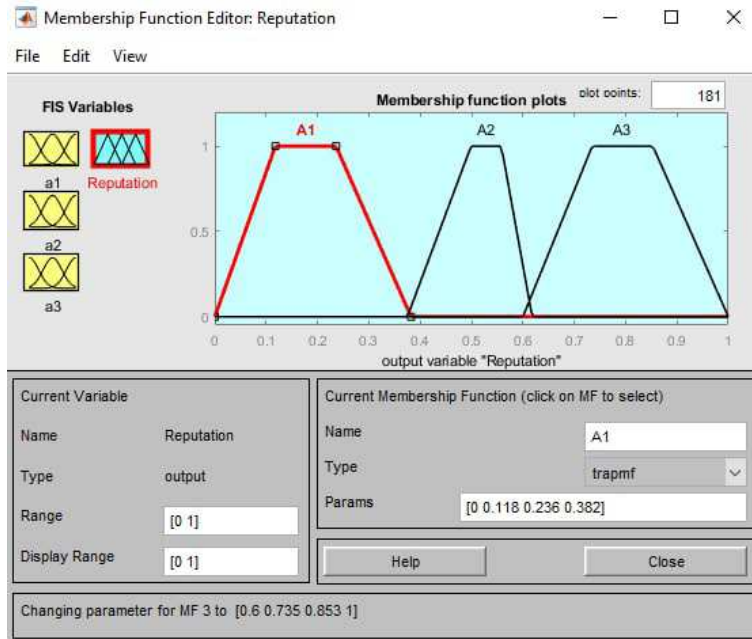 Membership Function Editor: Reputation
File Edit View
FIS Variables
a1
Reputation
a2
a3
Membership function plots
plot points:
181
A1
A2
A3
1
0.5
0
0 0.1 0.2 0.3 0.4 0.5 0.6 0.7 0.8 0.9 1
output variable "Reputation"
Current Variable
Name Reputation
Type output
Range [0 1]
Display Range [0 1]
Current Membership Function (click on MF to select)
Name A1
Type trapmf
Params [0 0.118 0.236 0.382]
Help Close
Changing parameter for MF 3 to [0.6 0.735 0.853 1]